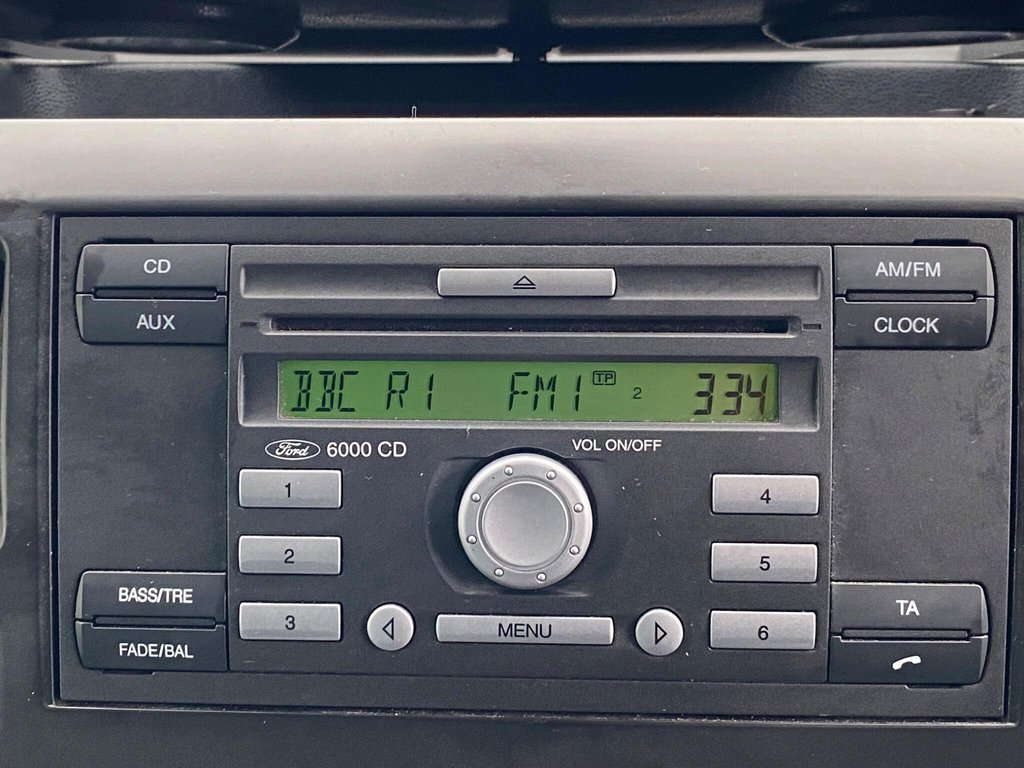 CD
AM/FM
AUX
CLOCK
BBC R1 FM1 TP 2 334
Ford 6000 CD
VOL ON/OFF
1
4
2
5
BASS/TRE
TA
3
MENU
6
FADE/BAL